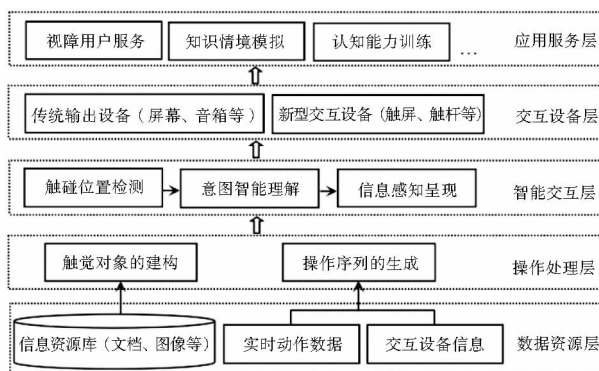 视障用户服务 知识情境模拟 认知能力训练 … 应用服务层
传统输出设备（屏幕、音箱等） 新型交互设备（触屏、触杆等） 交互设备层
触碰位置检测 意图智能理解 信息感知呈现 智能交互层
触觉对象的建构 操作序列的生成 操作处理层
信息资源库（文档、图像等） 实时动作数据 交互设备信息 数据资源层